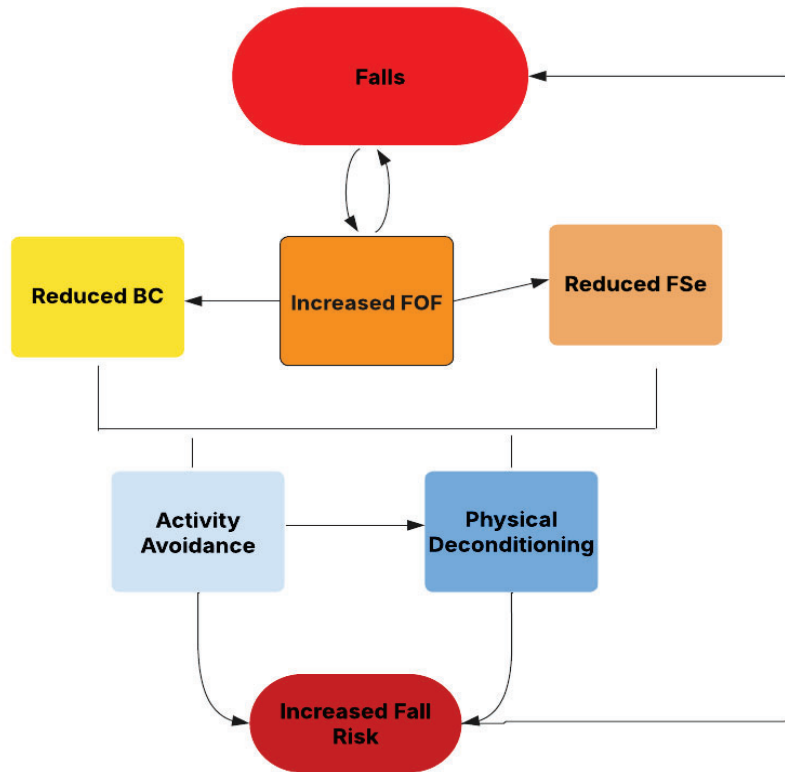 Falls
Reduced BC
Increased FOF
Reduced FSe
Activity
Avoidance
Physical
Deconditioning
Increased Fall
Risk